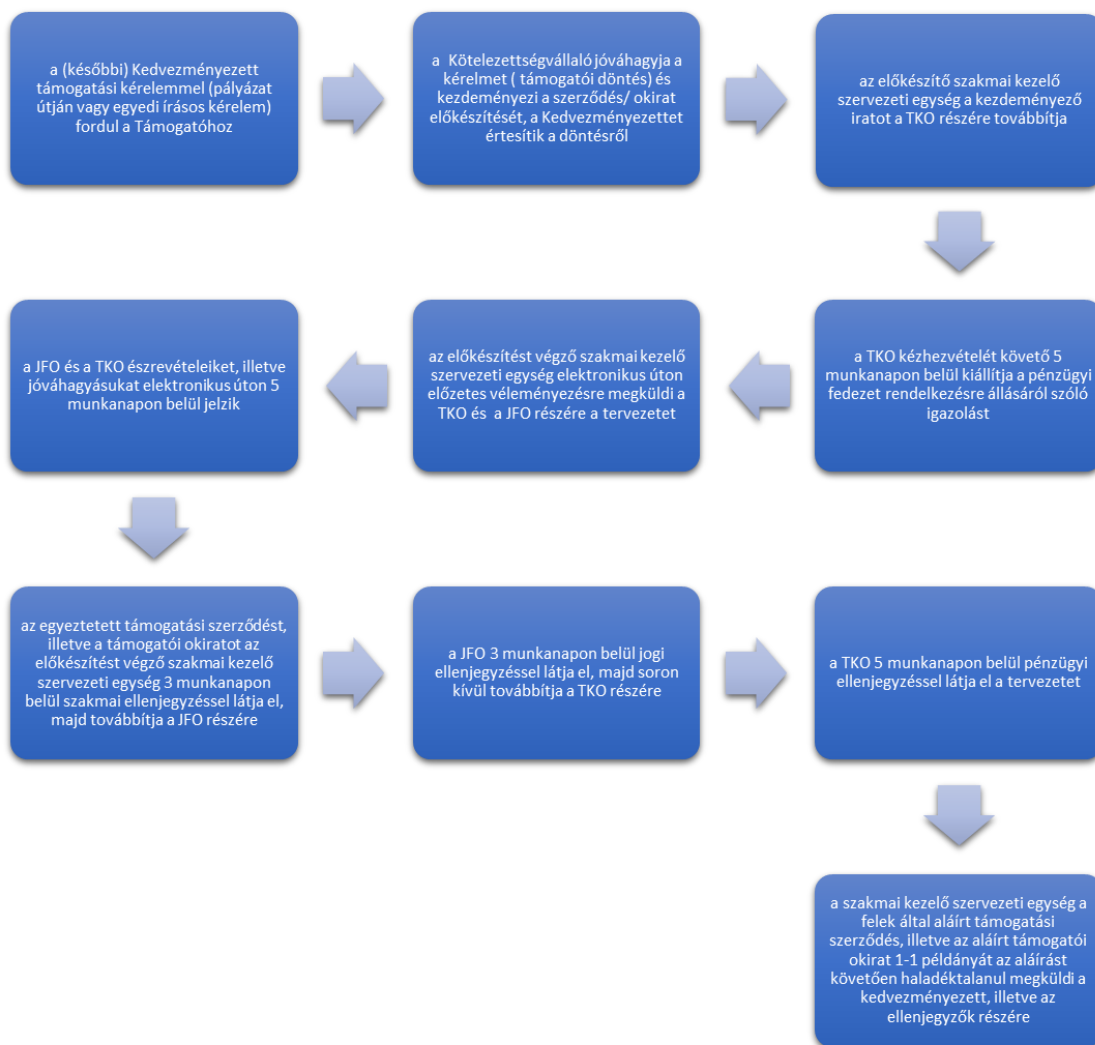 a (későbbi) Kedvezményezett
támogatási kérelemmel (pályázat
útján vagy egyedi írásos kérelem)
fordul a Támogatóhoz
a  Kötelezettségvállaló jóváhagyja a
kérelmet ( támogatói döntés) és
kezdeményezi a szerződés/ okirat
előkészítését, a Kedvezményezettet
értesítik a döntésről
az előkészítő szakmai kezelő
szervezeti egység a kezdeményező
iratot a TKO részére továbbítja
a TKO kézhezvételét követő 5
munkanapon belül kiállítja a pénzügyi
fedezet rendelkezésre állásáról szóló
igazolást
az előkészítést végző szakmai kezelő
szervezeti egység elektronikus úton
előzetes véleményezésre megküldi a
TKO és  a JFO részére a tervezetet
a JFO és a TKO észrevételeiket, illetve
jóváhagyásukat elektronikus úton 5
munkanapon belül jelzik
az egyeztetett támogatási szerződést,
illetve a támogatói okiratot az
előkészítést végző szakmai kezelő
szervezeti egység 3 munkanapon
belül szakmai ellenjegyzéssel látja el,
majd továbbítja a JFO részére
a JFO 3 munkanapon belül jogi
ellenjegyzéssel látja el, majd soron
kívül továbbítja a TKO részére
a TKO 5 munkanapon belül pénzügyi
ellenjegyzéssel látja el a tervezetet
a szakmai kezelő szervezeti egység a
felek által aláírt támogatási
szerződés, illetve az aláírt támogatói
okirat 1-1 példányát az aláírást
követően haladéktalanul megküldi a
kedvezményezett, illetve az
ellenjegyzők részére